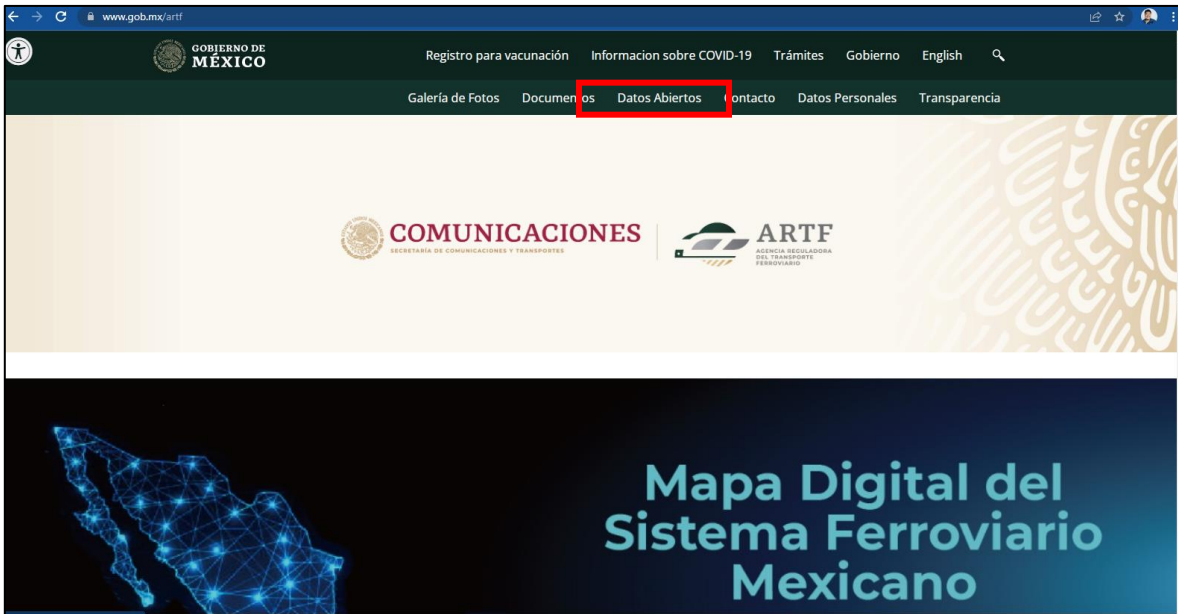 www.gob.mx/artf
GOBIERNO DE
MÉXICO
Registro para vacunación Informacion sobre COVID-19 Trámites Gobierno English
Galería de Fotos Documentos Datos Abiertos Contacto Datos Personales Transparencia
COMUNICACIONES
SECRETARÍA DE COMUNICACIONES Y TRANSPORTES
ARTF
AGENCIA REGULADORA
DEL TRANSPORTE
FERROVIARIO
Mapa Digital del
Sistema Ferroviario
Mexicano